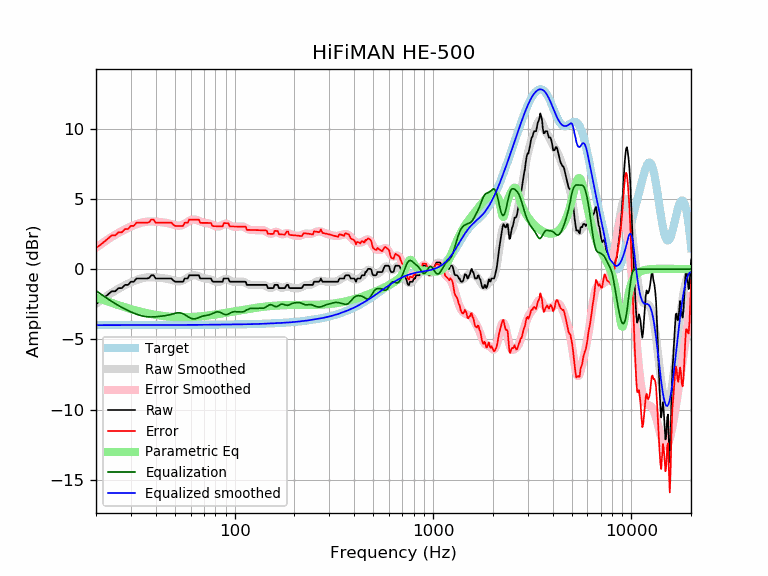 HiFiMAN HE-500
Amplitude (dBr)
10
5
0
−5
−10
−15
Target
Raw Smoothed
Error Smoothed
Raw
Error
Parametric Eq
Equalization
Equalized smoothed
100
1000
10000
Frequency (Hz)